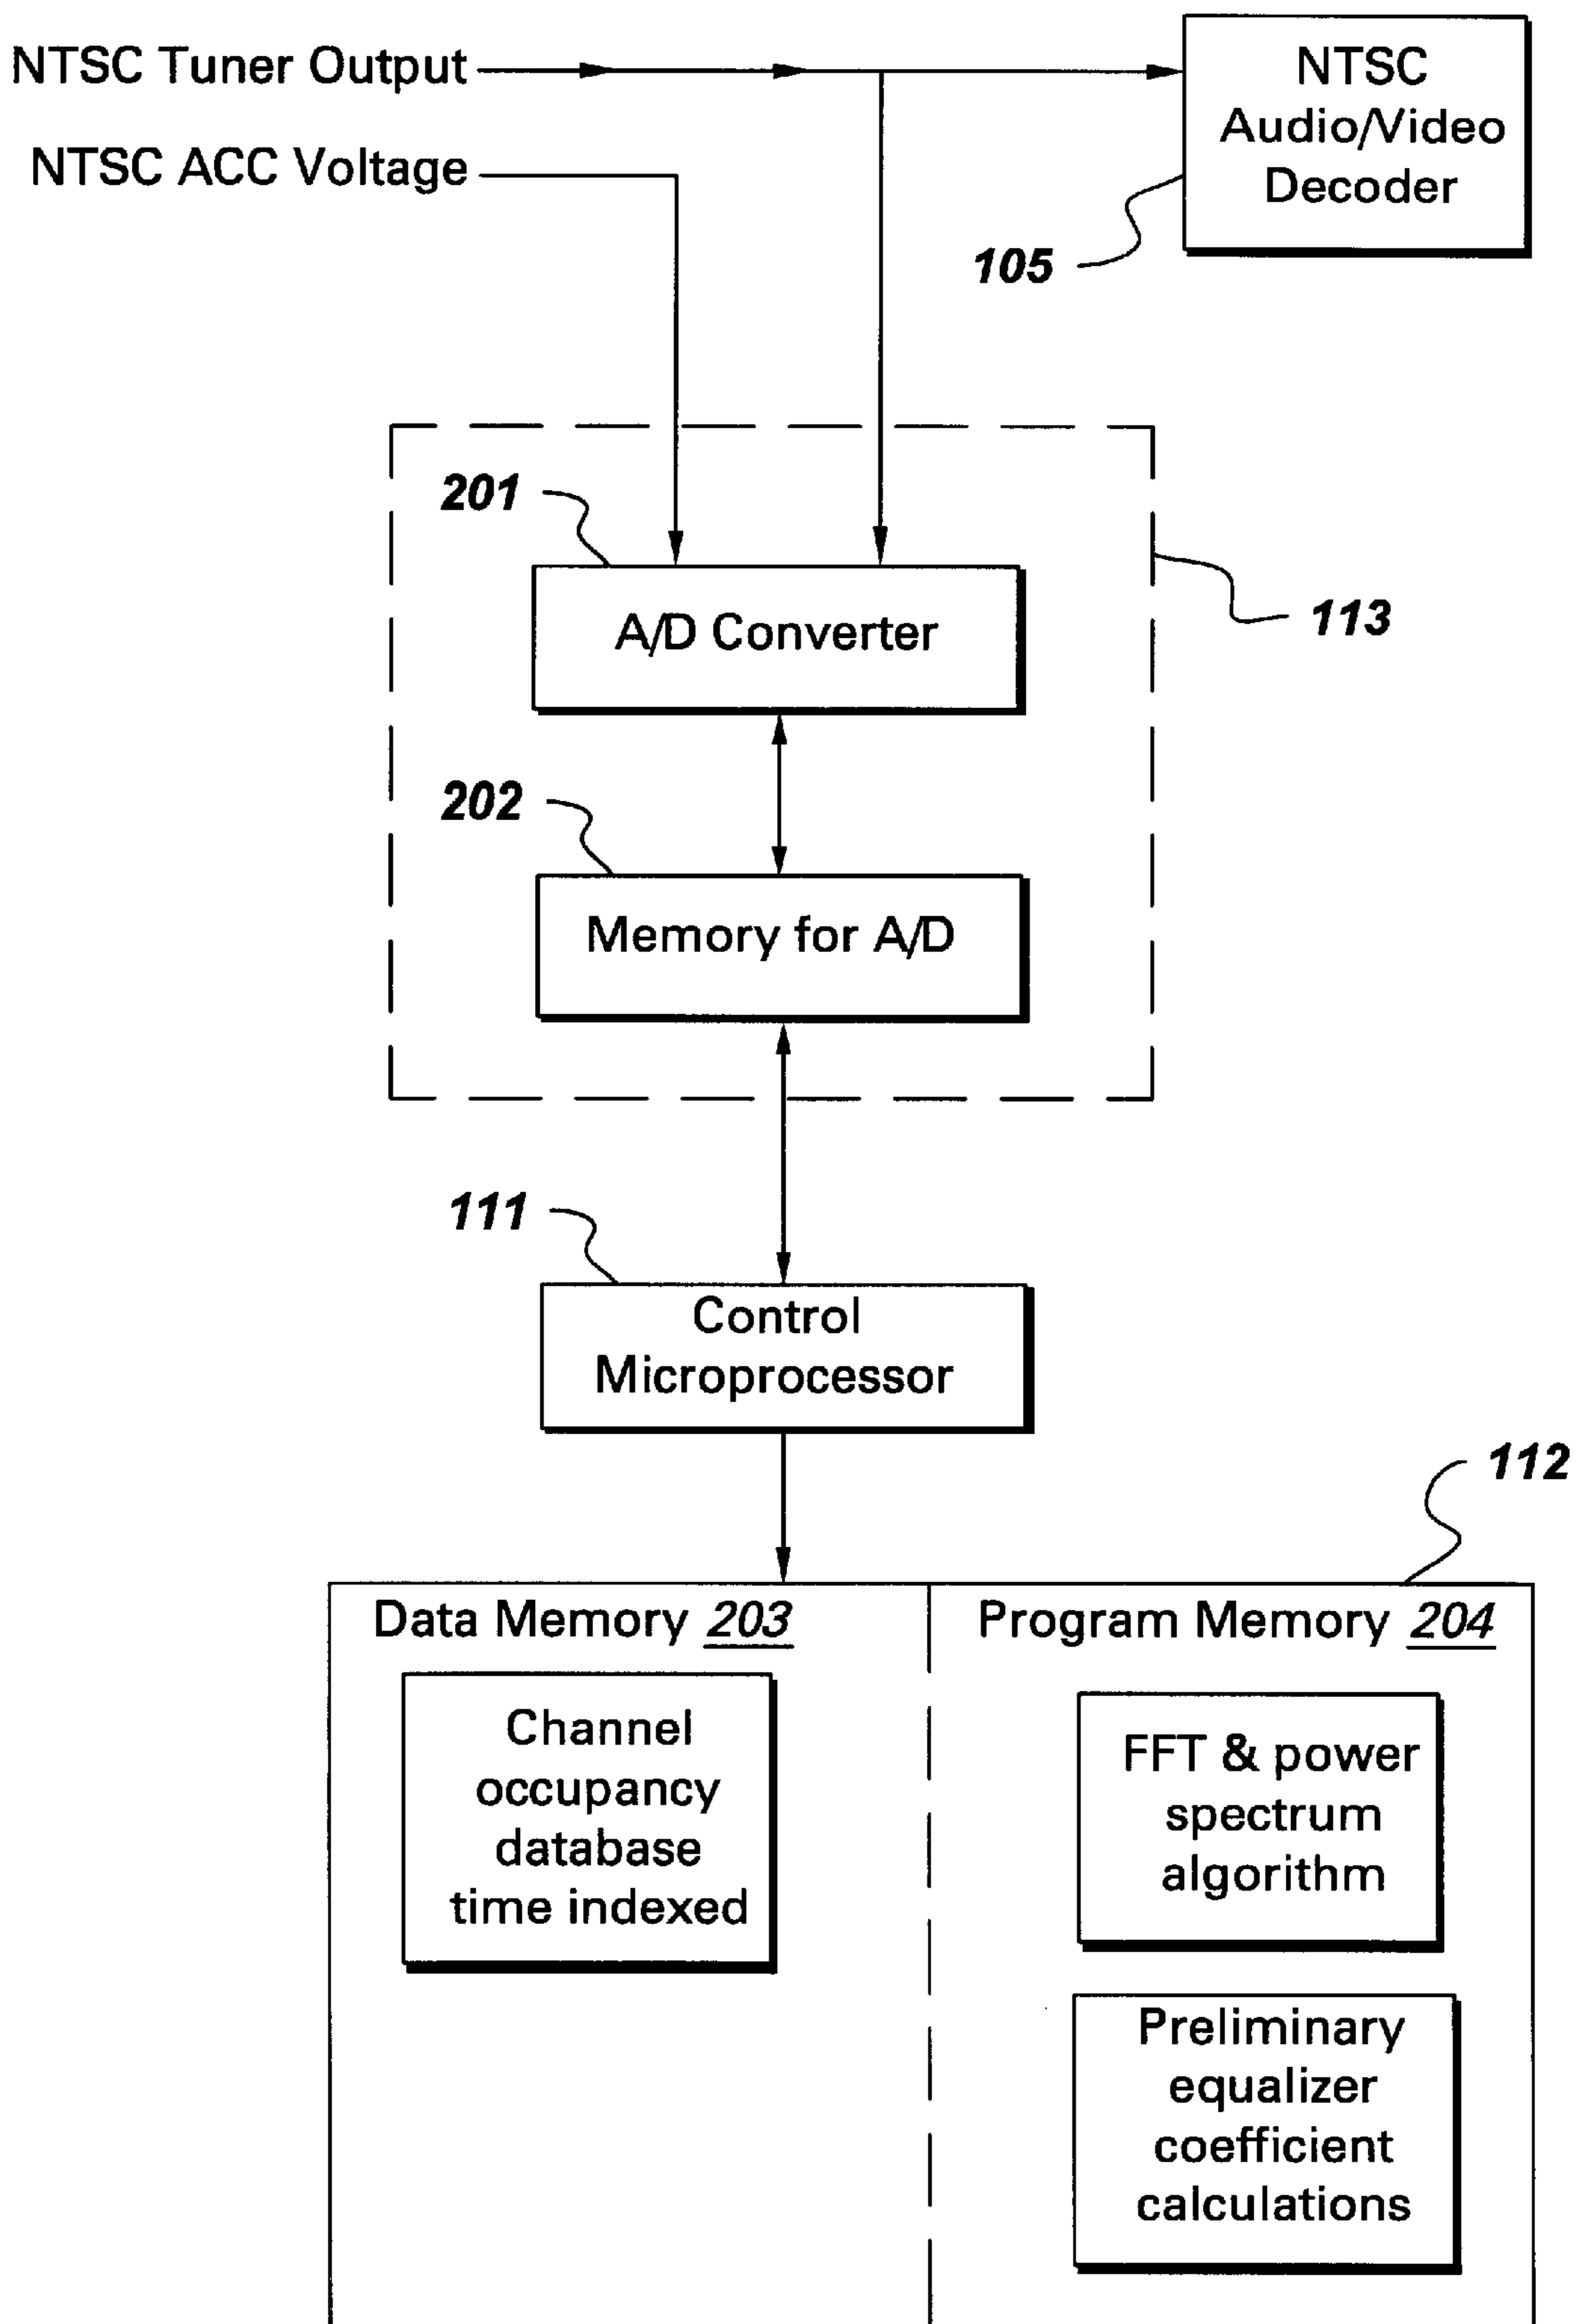 NTSC Tuner Output
NTSC
Audio/Video
Decoder
NTSC ACC Voltage
105
201
A/D Converter
113
202
Memory for A/D
111
Control
Microprocessor
112
Data Memory 203
Program Memory 204
Channel
occupancy
database
time indexed
FFT & power
spectrum
algorithm
Preliminary
equalizer
coefficient
calculations